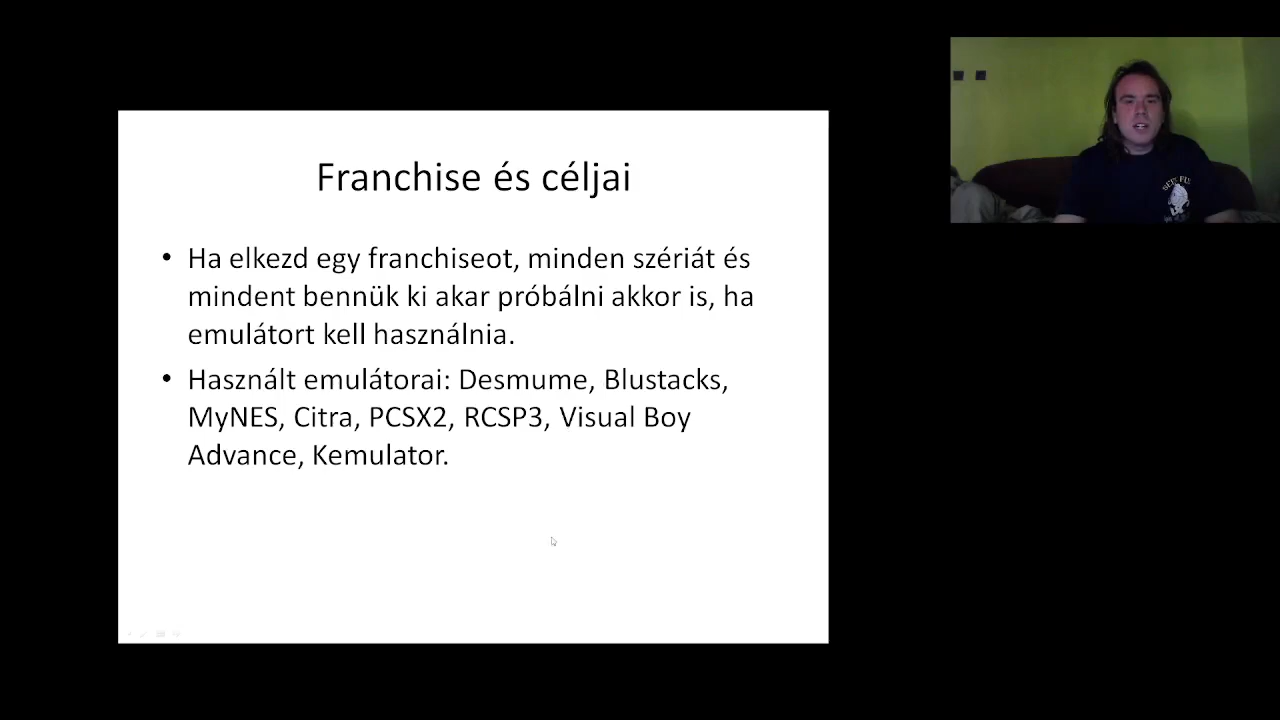 Franchise és céljai
• Ha elkezd egy franchiseot, minden szériát és
mindent bennük ki akar próbálni akkor is, ha
emulátort kell használnia.
• Használt emulátorai: Desmume, Blustacks,
MyNES, Citra, PCSX2, RCSP3, Visual Boy
Advance, Kemulator.